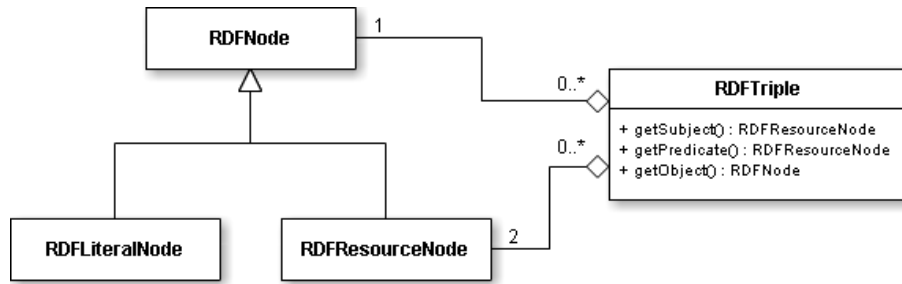 RDFNode
1
0..*
RDFTriple
+ getSubject() : RDFResourceNode
+ getPredicate() : RDFResourceNode
+ getObject() : RDFNode
0..*
RDFLiteralNode
RDFResourceNode
2